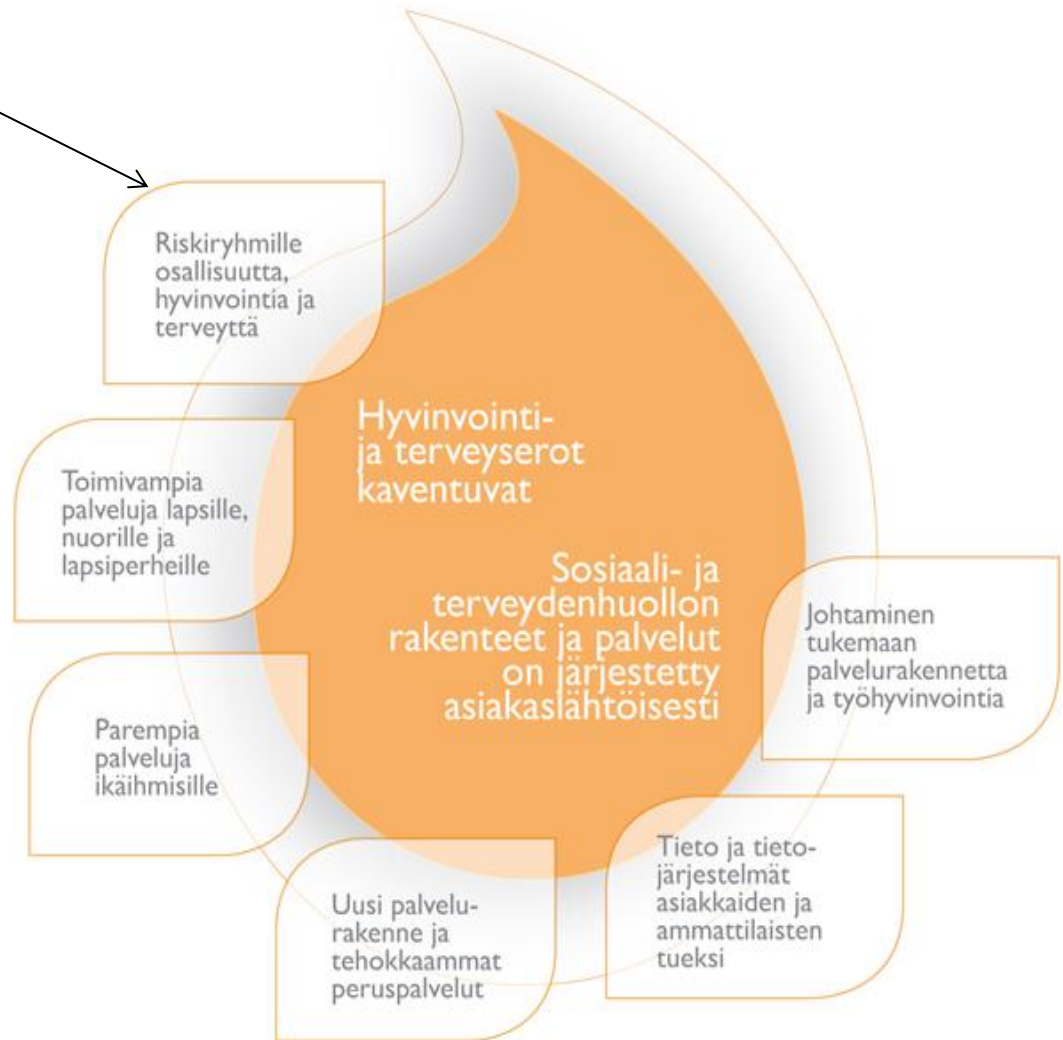 Riskiryhmille
osallisuutta,
hyvinvointia ja
terveyttä
Hyvinvointi-
ja terveyserot
kaventuvat
Toimivampia
palveluja lapsille,
nuorille ja
lapsiperheille
Sosiaali- ja
terveydenhuollon
rakenteet ja palvelut
on järjestetty
asiakaslähtöisesti
Johtaminen
tukemaan
palvelurakennetta
ja työhyvinvointia
Parempia
palveluja
ikäihmisille
Tieto ja tieto-
järjestelmät
asiakkaiden ja
ammattilaisten
tueksi
Uusi palvelu-
rakenne ja
tehokkaammat
peruspalvelut